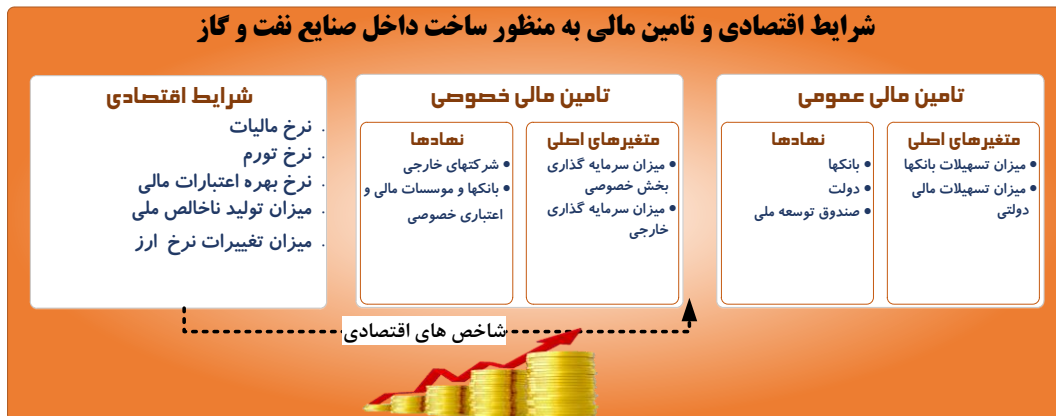 شرایط اقتصادی و تامین مالی به منظور ساخت داخل صنایع نفت و گاز
تامین مالی عمومی
متغیرهای اصلی
• میزان تسهیلات بانکها
• میزان تسهیلات مالی
دولتی
نهادها
• بانکها
• دولت
• صندوق توسعه ملی
تامین مالی خصوصی
متغیرهای اصلی
• میزان سرمایه گذاری
بخش خصوصی
• میزان سرمایه گذاری
خارجی
نهادها
• شرکتهای خارجی
• بانکها و موسسات مالی و
اعتباری خصوصی
شرایط اقتصادی
. نرخ مالیات
. نرخ تورم
. نرخ بهره اعتبارات مالی
. میزان تولید ناخالص ملی
. میزان تغییرات نرخ ارز
شاخص های اقتصادی